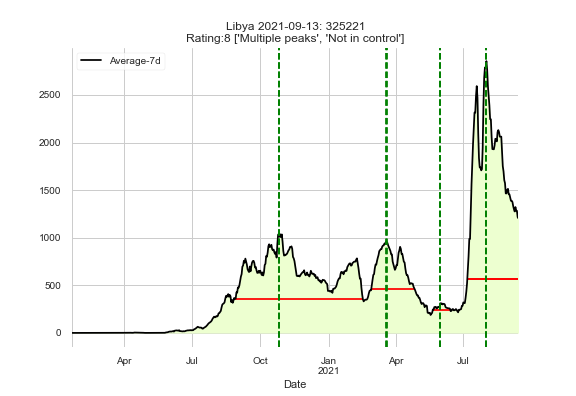 Libya 2021-09-13: 325221
Rating:8 ['Multiple peaks', 'Not in control']
Average-7d
2500
2000
1500
1000
500
0
Apr Jul Oct Jan Apr Jul
2021
Date